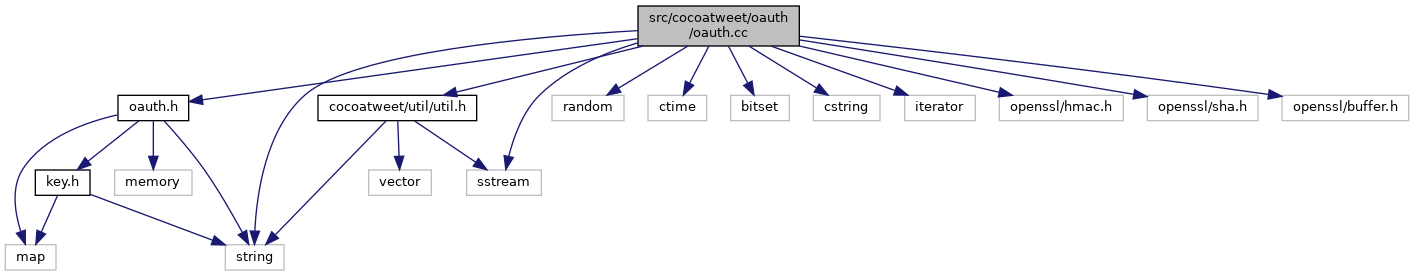 src/cocoatweet/oauth
/oauth.cc
oauth.h
cocoatweet/util/util.h
random
ctime
bitset
cstring
iterator
openssl/hmac.h
openssl/sha.h
openssl/buffer.h
key.h
memory
vector
sstream
map
string